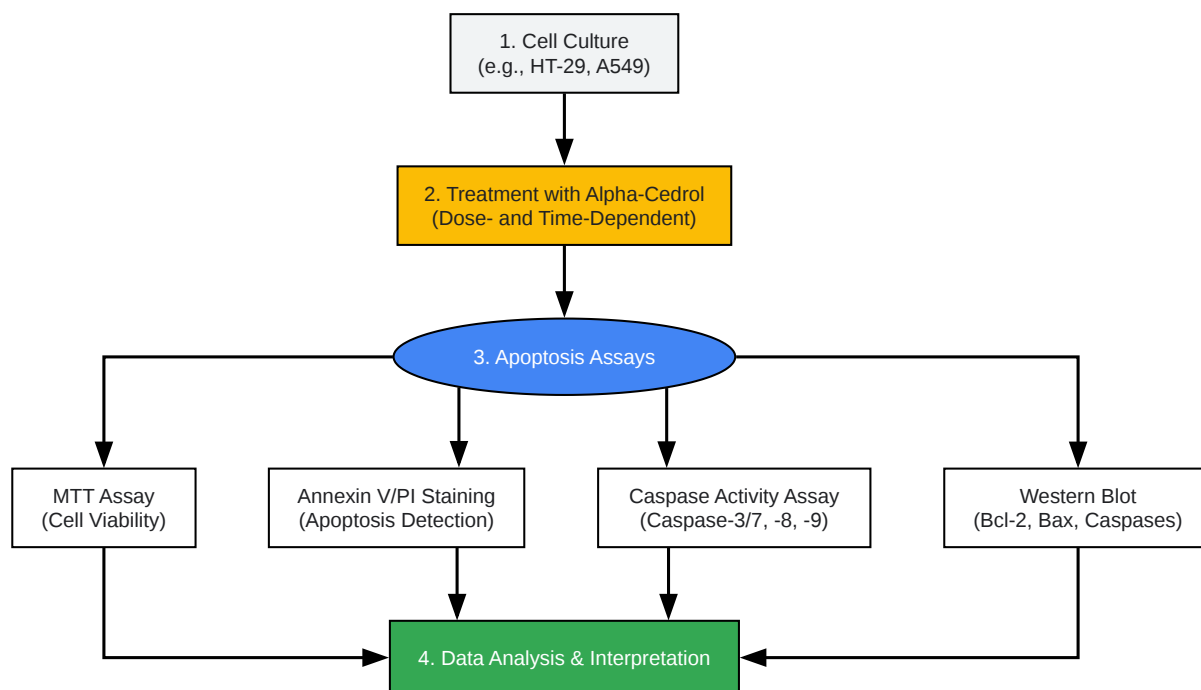 1. Cell Culture
(e.g., HT-29, A549)
2. Treatment with Alpha-Cedrol
(Dose- and Time-Dependent)
3. Apoptosis Assays
MTT Assay
(Cell Viability)
Annexin V/PI Staining
(Apoptosis Detection)
Caspase Activity Assay
(Caspase-3/7, -8, -9)
Western Blot
(Bcl-2, Bax, Caspases)
4. Data Analysis & Interpretation